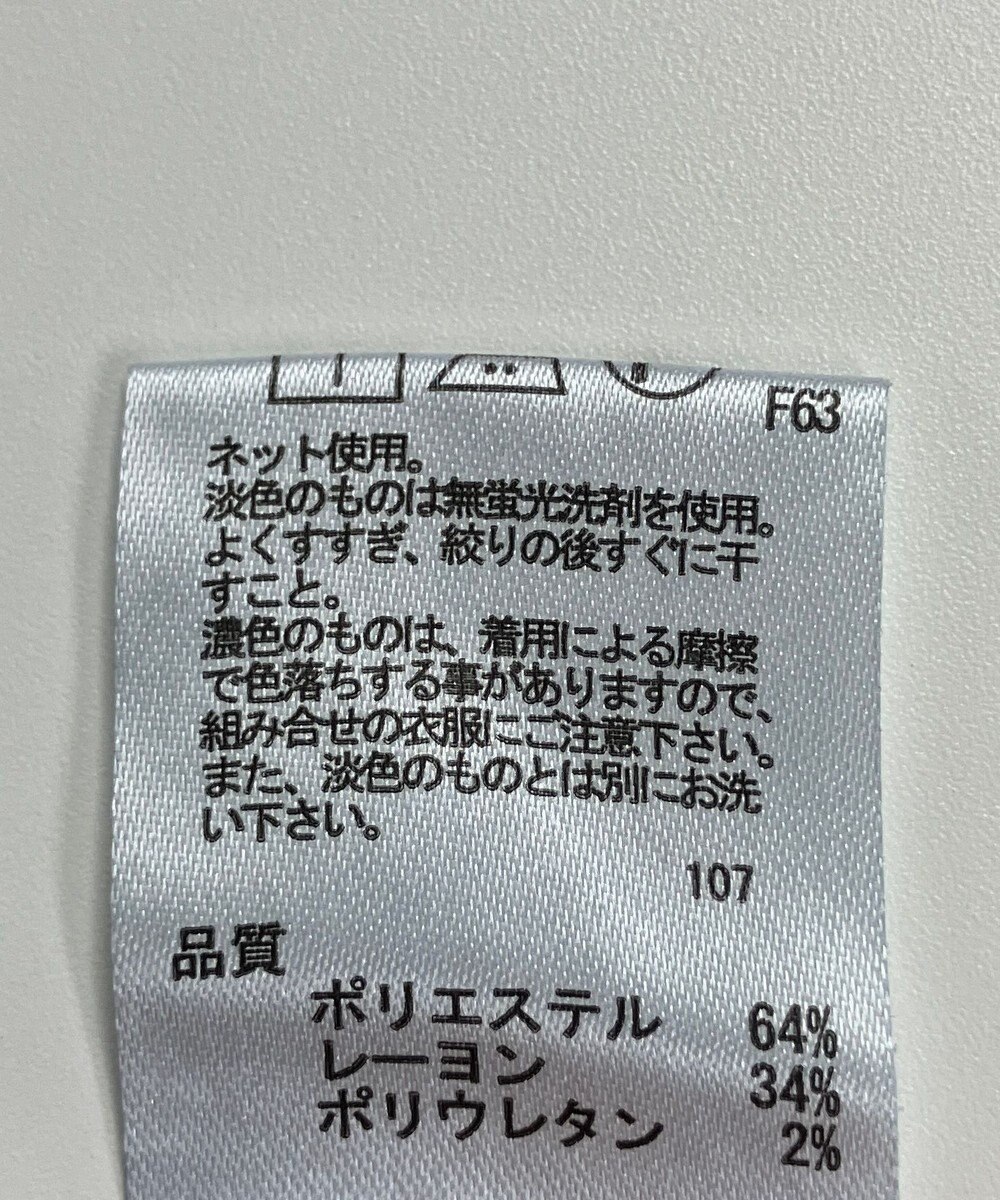 F63
ネット使用。
淡色のものは無蛍光洗剤を使用。
よくすすぎ、絞りの後すぐに干
すこと。
濃色のものは、着用による摩擦
で色落ちする事がありますので、
組み合せの衣服にご注意下さい。
また、淡色のものとは別にお洗
い下さい。
107
品質
ポリエステル 64%
レーヨン 34%
ポリウレタン 2%